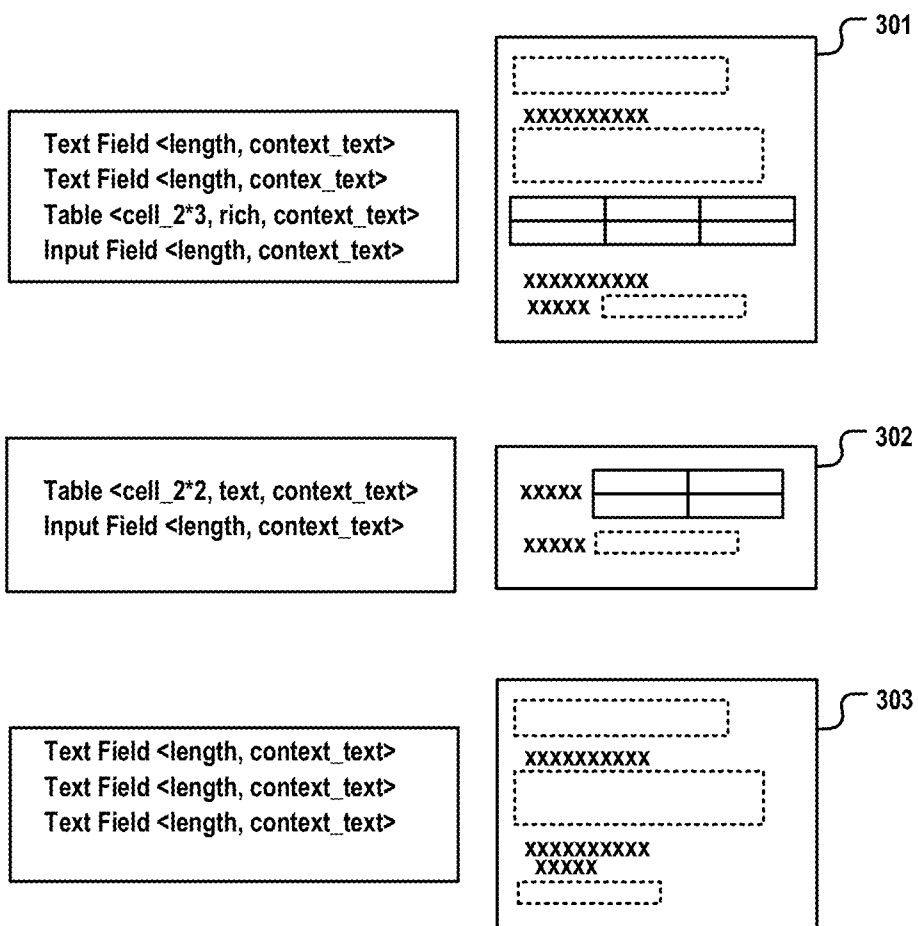 301
Text Field <length, context_text>
Text Field <length, contex_text>
Table <cell_2*3, rich, context_text>
Input Field <length, context_text>
XXXXXXXXXX
XXXXXXXXXX
XXXXX
302
Table <cell_2*2, text, context_text>
Input Field <length, context_text>
XXXXX
XXXXX
303
Text Field <length, context_text>
Text Field <length, context_text>
Text Field <length, context_text>
XXXXXXXXXX
XXXXXXXXXX
XXXXX